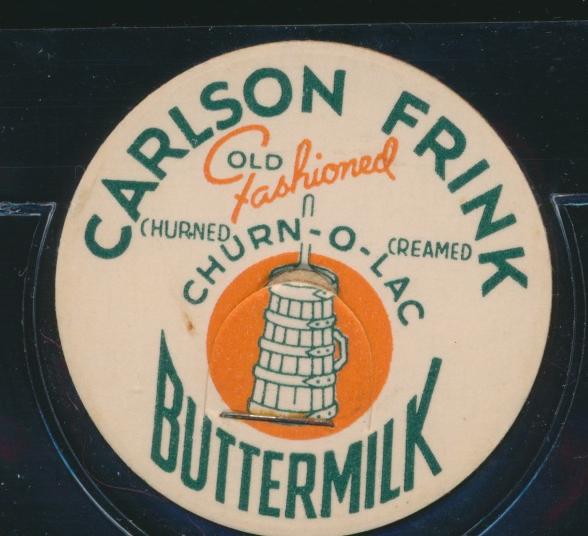 CARLSON FRINK
OLD
Fashioned
CHURNED
CREAMED
CHURN-O-LAC
BUTTERMILK